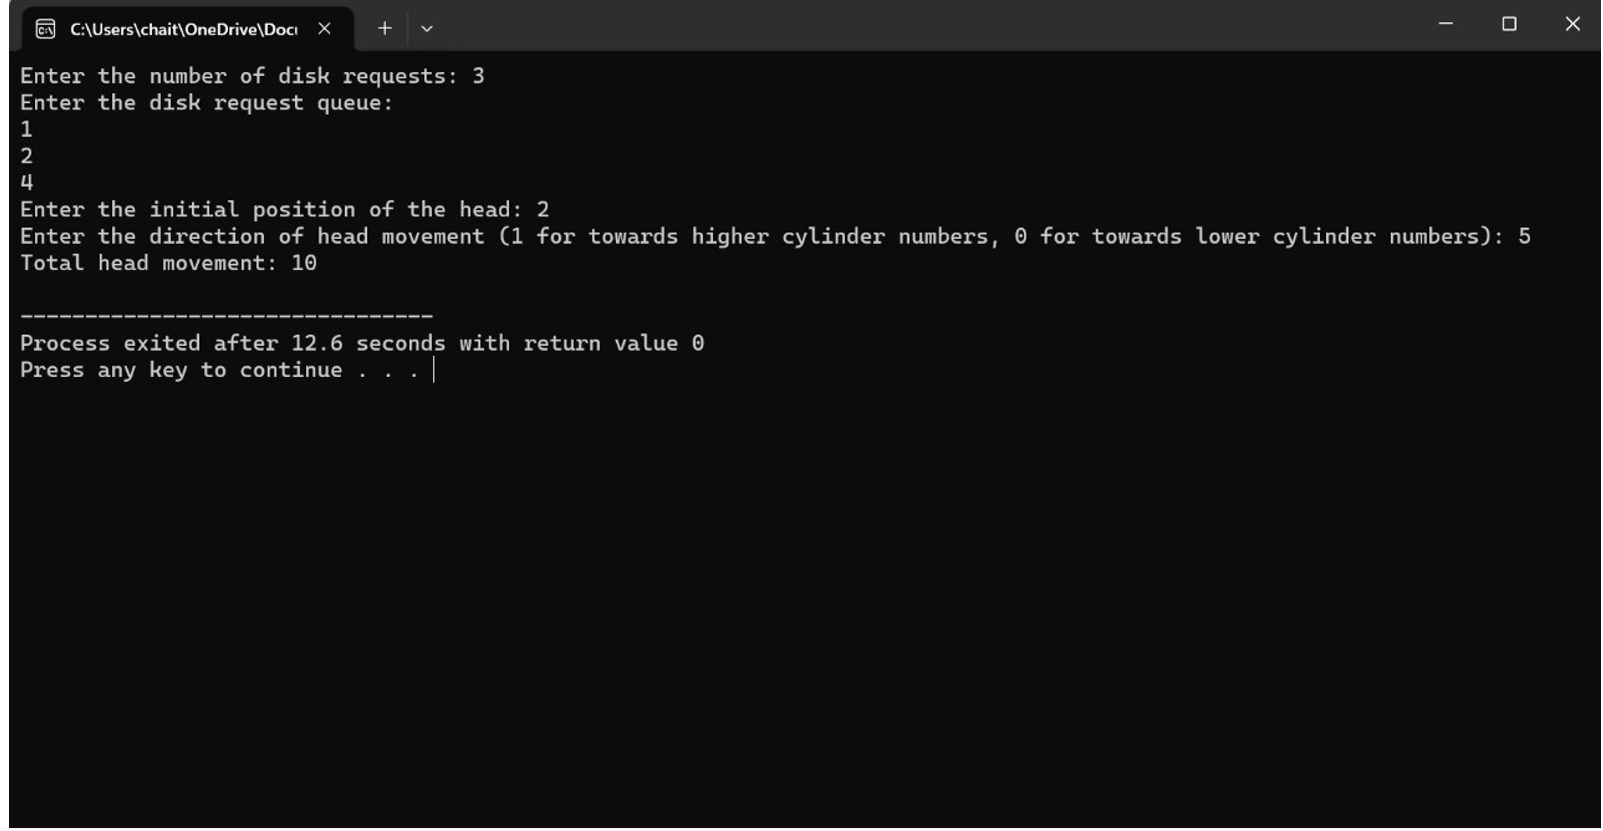 C:\Users\chait\OneDrive\Doc
Enter the number of disk requests: 3
Enter the disk request queue:
1
2
4
Enter the initial position of the head: 2
Enter the direction of head movement (1 for towards higher cylinder numbers, 0 for towards lower cylinder numbers): 5
Total head movement: 10
--------------------------------
Process exited after 12.6 seconds with return value 0
Press any key to continue . . .